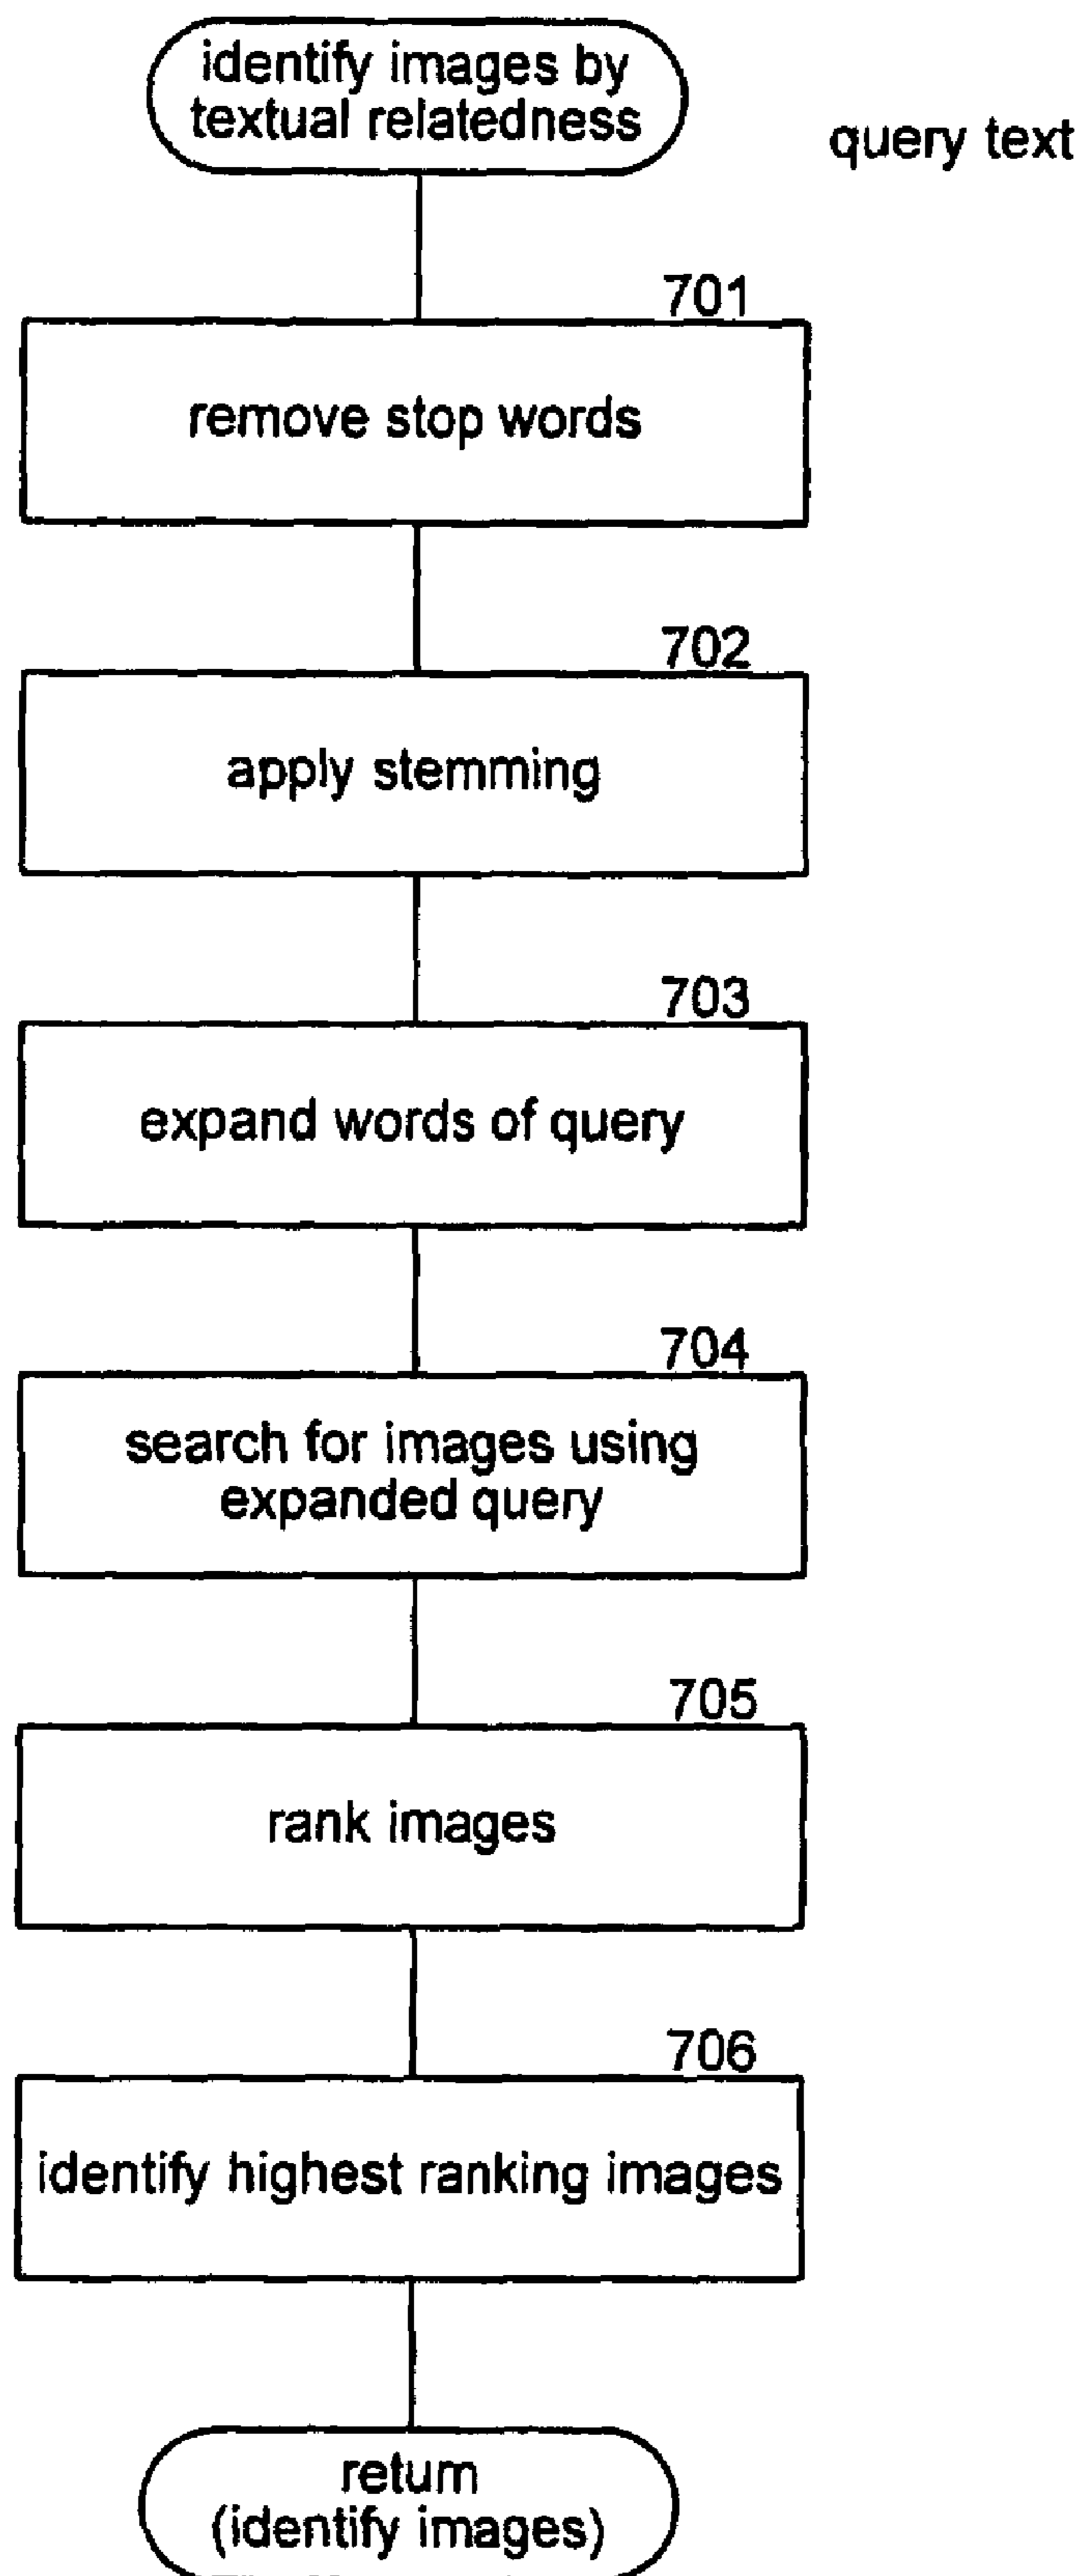 identify images by
textual relatedness
query text
701
remove stop words
702
apply stemming
703
expand words of query
704
search for images using
expanded query
705
rank images
706
identify highest ranking images
return
(identify images)